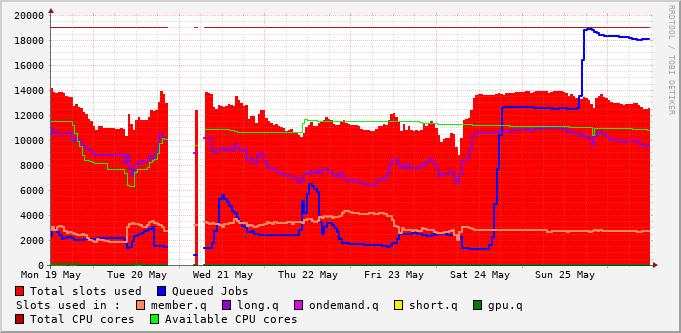 20000
18000
16000
14000
12000
10000
8000
6000
4000
2000
0
Mon 19 May Tue 20 May Wed 21 May Thu 22 May Fri 23 May Sat 24 May Sun 25 May
Total slots used Queued Jobs
Slots used in : member.q long.q ondemand.q short.q gpu.q
Total CPU cores Available CPU cores
RRDTOOL / TOBI OETIKER